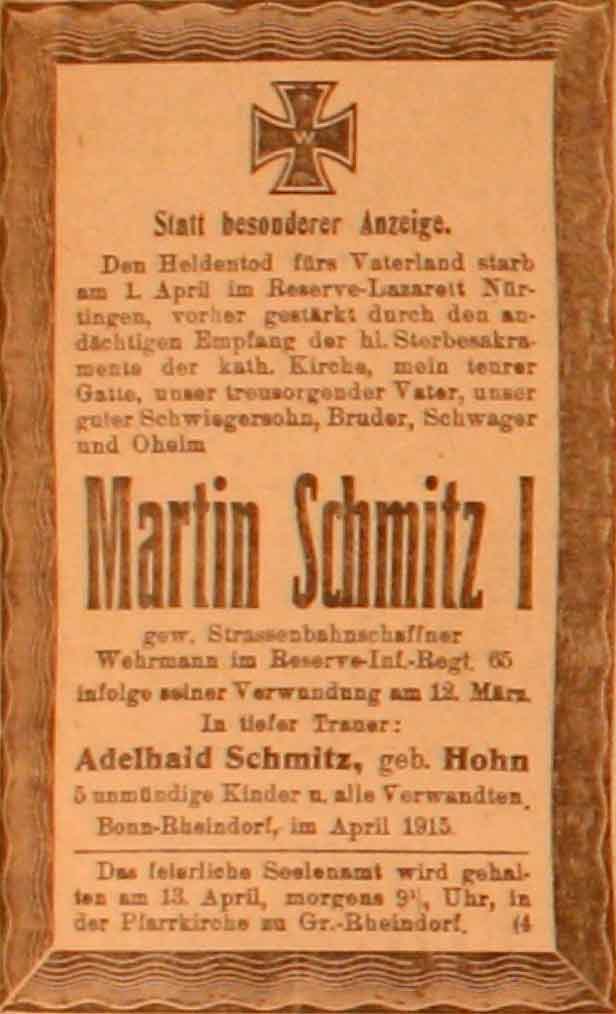 W
Statt besonderer Anzeige.
Den Heldentod fürs Vaterland starb
am 1. April im Reserve-Lazarett Nür-
tingen, vorher gestärkt durch den an-
dächtigen Empfang der hl. Sterbesakra-
mente der kath. Kirche, mein teurer
Gatte, unser treusorgender Vater, unser
guter Schwiegersohn, Bruder, Schwager
und Oheim
Martin Schmitz I
gew. Strassenbahnschaffner
Wehrmann im Reserve-Inf.-Regt. 65
infolge seiner Verwundung am 12. März.
In tiefer Trauer:
Adelhaid Schmitz, geb. Hohn
5 unmündige Kinder u. alle Verwandten.
Bonn-Rheindorf, im April 1915.
Das feierliche Seelenamt wird gehal-
ten am 13. April, morgens 9½ Uhr, in
der Pfarrkirche zu Gr.-Rheindorf. (4